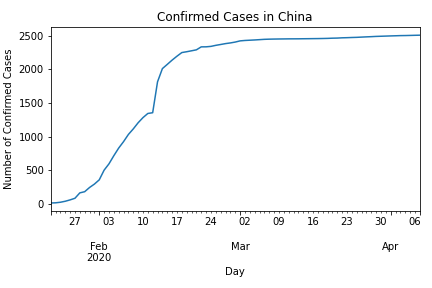 Confirmed Cases in China
Number of Confirmed Cases
2500
2000
1500
1000
500
0
27 03 10 17 24 02 09 16 23 30 06
Feb Mar Apr
2020
Day